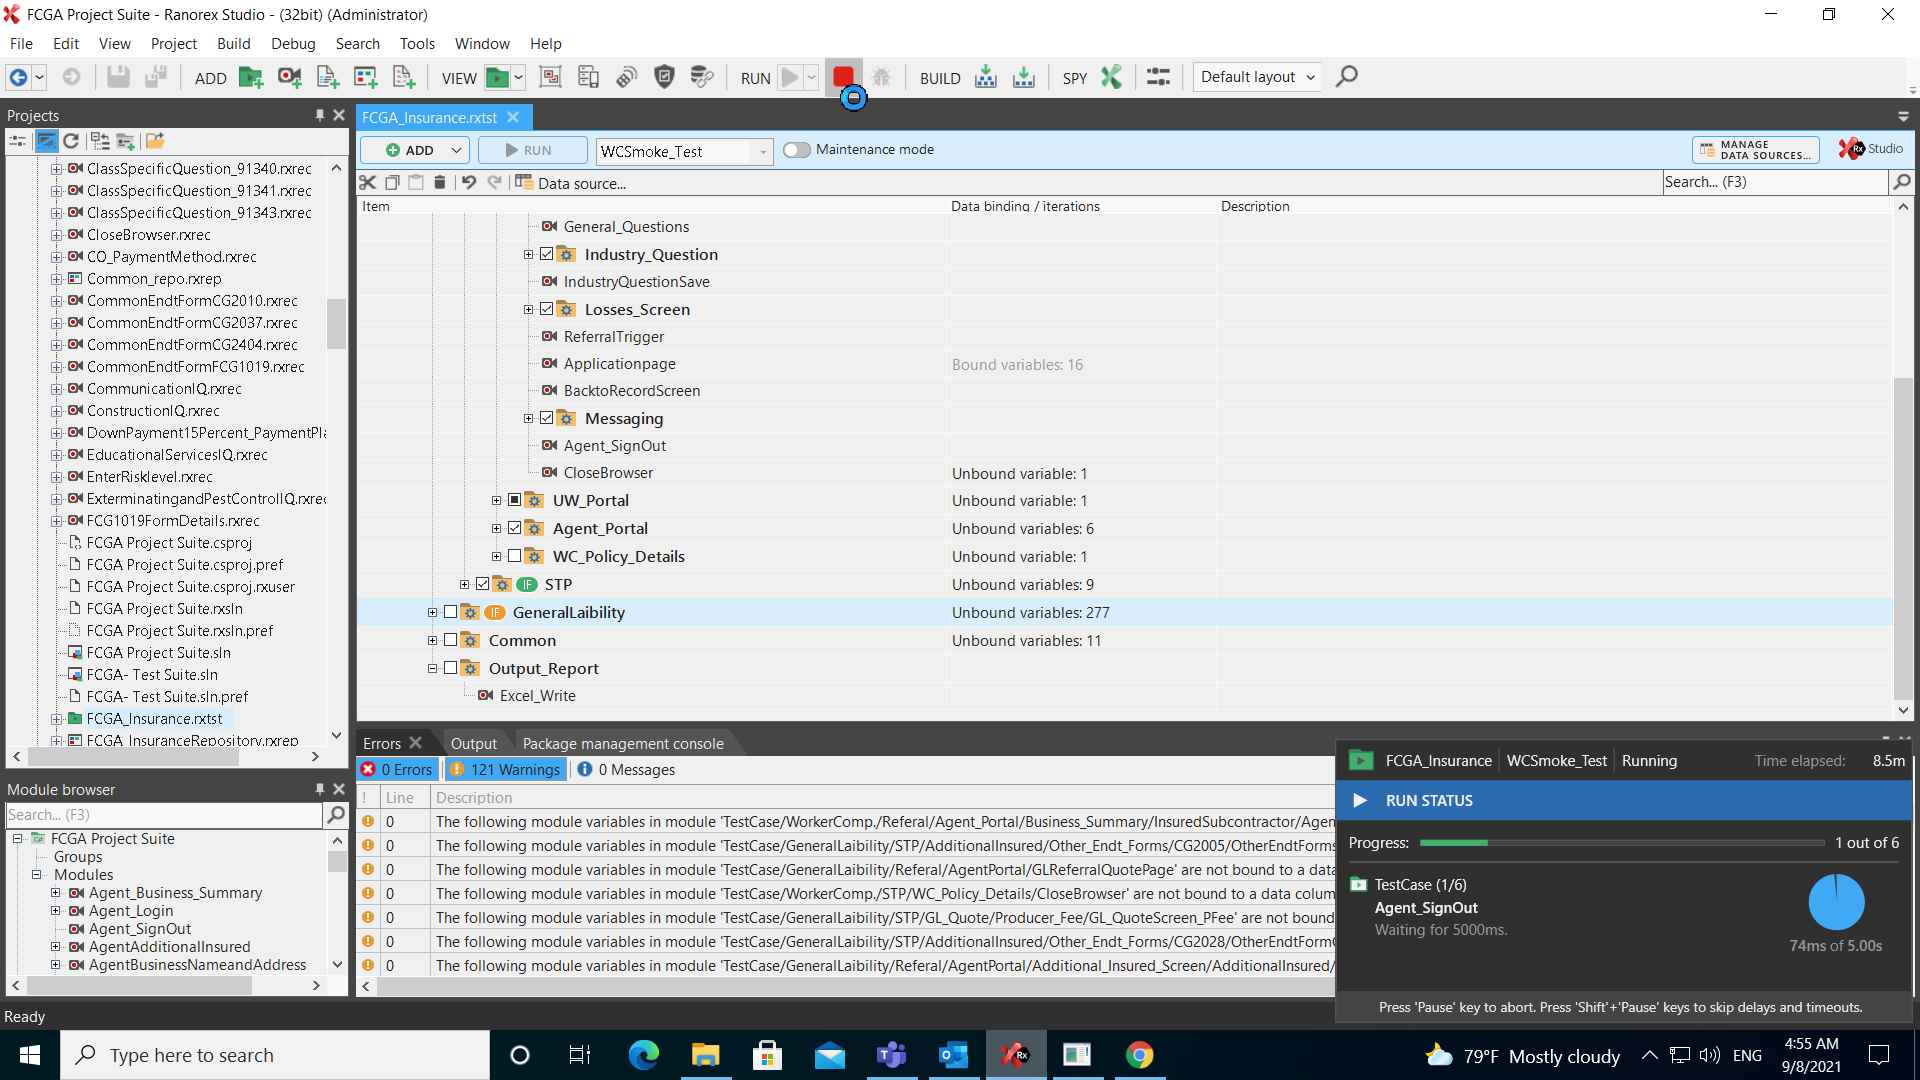 FCGA Project Suite - Ranorex Studio - (32bit) (Administrator)
File Edit View Project Build Debug Search Tools Window Help
ADD VIEW RUN BUILD SPY Default layout
Projects
ClassSpecificQuestion_91340.rxrec
ClassSpecificQuestion_91341.rxrec
ClassSpecificQuestion_91343.rxrec
CloseBrowser.rxrec
CO_PaymentMethod.rxrec
Common_repo.rxrep
CommonEndtFormCG2010.rxrec
CommonEndtFormCG2037.rxrec
CommonEndtFormCG2404.rxrec
CommonEndtFormFCG1019.rxrec
CommunicationIQ.rxrec
ConstructionIQ.rxrec
DownPayment15Percent_PaymentPla
EducationalServicesIQ.rxrec
EnterRisklevel.rxrec
ExterminatingandPestControlIQ.rxrec
FCG1019FormDetails.rxrec
FCGA Project Suite.csproj
FCGA Project Suite.csproj.pref
FCGA Project Suite.csproj.rxuser
FCGA Project Suite.rxsln
FCGA Project Suite.rxsln.pref
FCGA Project Suite.sln
FCGA- Test Suite.sln
FCGA- Test Suite.sln.pref
FCGA_Insurance.rxtst
FCGA_InsuranceRepository.rxrep
FCGA_Insurance.rxtst
ADD RUN WCSmoke_Test Maintenance mode MANAGE DATA SOURCES... Rx Studio
Data source... Search... (F3)
Item Data binding / iterations Description
General_Questions
Industry_Question
IndustryQuestionSave
Losses_Screen
ReferralTrigger
Applicationpage Bound variables: 16
BacktoRecordScreen
Messaging
Agent_SignOut
CloseBrowser Unbound variable: 1
UW_Portal Unbound variable: 1
Agent_Portal Unbound variables: 6
WC_Policy_Details Unbound variable: 1
IF STP Unbound variables: 9
IF GeneralLaibility Unbound variables: 277
Common Unbound variables: 11
Output_Report
Excel_Write
Module browser
Search... (F3)
FCGA Project Suite
Groups
Modules
Agent_Business_Summary
Agent_Login
Agent_SignOut
AgentAdditionalInsured
AgentBusinessNameandAddress
Errors Output Package management console
0 Errors 121 Warnings 0 Messages
! Line Description
0 The following module variables in module 'TestCase/WorkerComp./Referal/Agent_Portal/Business_Summary/InsuredSubcontractor/Agen
0 The following module variables in module 'TestCase/GeneralLaibility/STP/AdditionalInsured/Other_Endt_Forms/CG2005/OtherEndtForms
0 The following module variables in module 'TestCase/GeneralLaibility/Referal/AgentPortal/GLReferralQuotePage' are not bound to a data
0 The following module variables in module 'TestCase/WorkerComp./STP/WC_Policy_Details/CloseBrowser' are not bound to a data colum
0 The following module variables in module 'TestCase/GeneralLaibility/STP/GL_Quote/Producer_Fee/GL_QuoteScreen_PFee' are not bound
0 The following module variables in module 'TestCase/GeneralLaibility/STP/AdditionalInsured/Other_Endt_Forms/CG2028/OtherEndtForm
0 The following module variables in module 'TestCase/GeneralLaibility/Referal/AgentPortal/Additional_Insured_Screen/AdditionalInsured/
FCGA_Insurance WCSmoke_Test Running Time elapsed: 8.5m
RUN STATUS
Progress: 1 out of 6
TestCase (1/6)
Agent_SignOut
Waiting for 5000ms.
74ms of 5.00s
Press 'Pause' key to abort. Press 'Shift'+'Pause' keys to skip delays and timeouts.
Ready
Type here to search Rx 79°F Mostly cloudy ENG 4:55 AM
9/8/2021